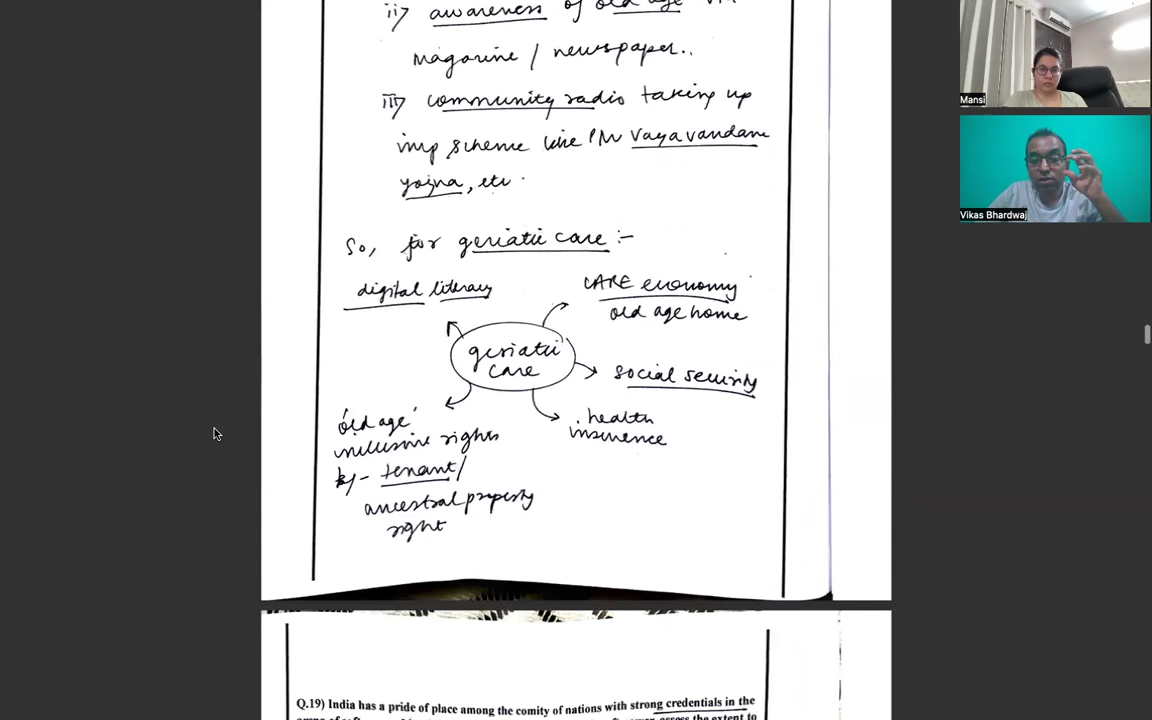 ii) awareness of old age
magazine / newspaper..
iii) community radio taking up
imp scheme like PM Vayavandana
yojna, etc.
So, for geriatic care :-
digital literacy
CARE economy
old age home
geriatic
care
social security
health
insurence
'old age'
inclusive rights
eg - tenant /
ancestral property
right
Q.19) India has a pride of place among the comity of nations with strong credentials in the
Mansi
Vikas Bhardwaj